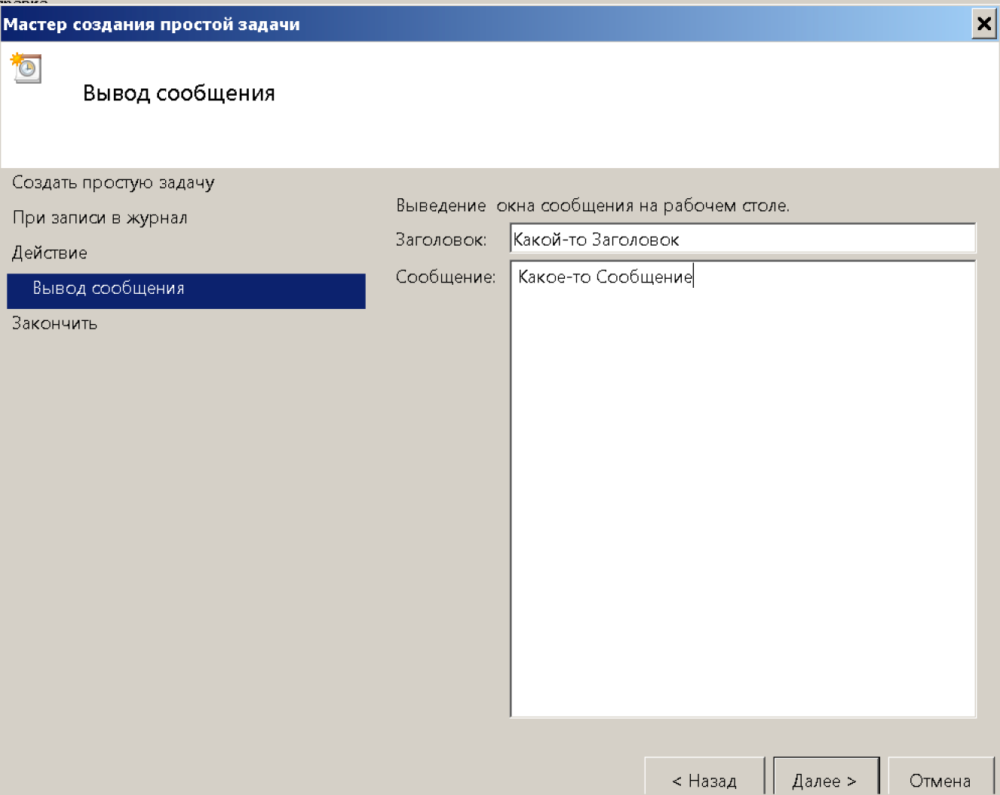 Мастер создания простой задачи
Вывод сообщения
Создать простую задачу
При записи в журнал
Действие
Вывод сообщения
Закончить
Выведение окна сообщения на рабочем столе.
Заголовок: Какой-то Заголовок
Сообщение: Какое-то Сообщение
< Назад Далее > Отмена